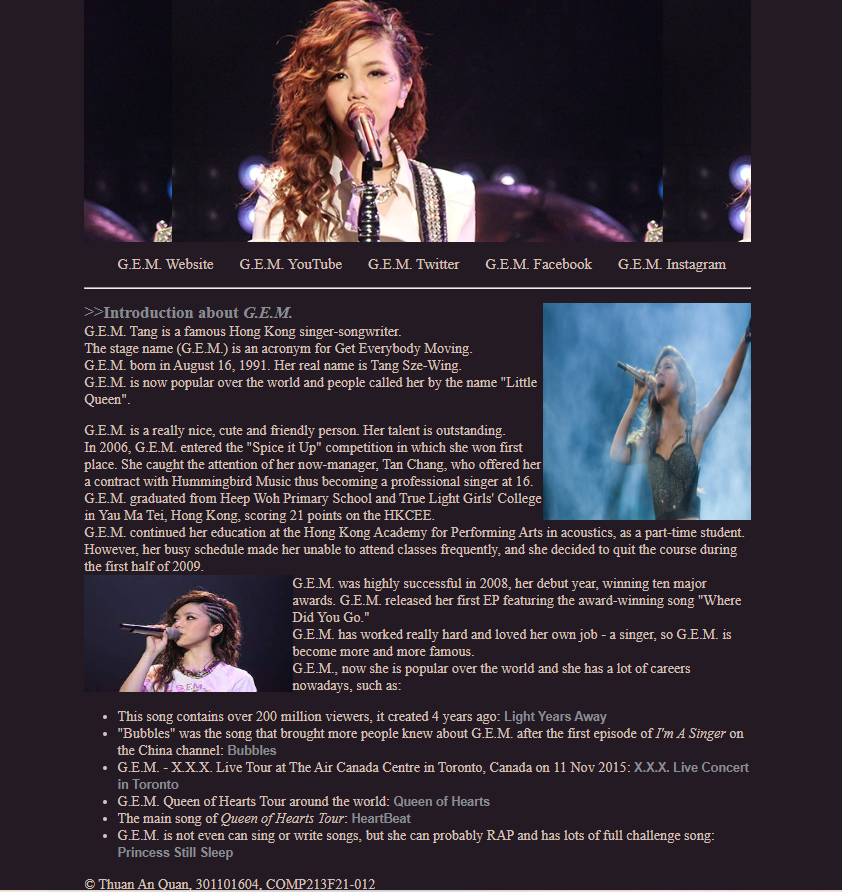 G.E.M. Website G.E.M. YouTube G.E.M. Twitter G.E.M. Facebook G.E.M. Instagram
>>Introduction about G.E.M.
G.E.M. Tang is a famous Hong Kong singer-songwriter.
The stage name (G.E.M.) is an acronym for Get Everybody Moving.
G.E.M. born in August 16, 1991. Her real name is Tang Sze-Wing.
G.E.M. is now popular over the world and people called her by the name "Little
Queen".
G.E.M. is a really nice, cute and friendly person. Her talent is outstanding.
In 2006, G.E.M. entered the "Spice it Up" competition in which she won first
place. She caught the attention of her now-manager, Tan Chang, who offered her
a contract with Hummingbird Music thus becoming a professional singer at 16.
G.E.M. graduated from Heep Woh Primary School and True Light Girls' College
in Yau Ma Tei, Hong Kong, scoring 21 points on the HKCEE.
G.E.M. continued her education at the Hong Kong Academy for Performing Arts in acoustics, as a part-time student.
However, her busy schedule made her unable to attend classes frequently, and she decided to quit the course during
the first half of 2009.
G.E.M. was highly successful in 2008, her debut year, winning ten major
awards. G.E.M. released her first EP featuring the award-winning song "Where
Did You Go."
G.E.M. has worked really hard and loved her own job - a singer, so G.E.M. is
become more and more famous.
G.E.M., now she is popular over the world and she has a lot of careers
nowadays, such as:
G.E.M.
• This song contains over 200 million viewers, it created 4 years ago: Light Years Away
• "Bubbles" was the song that brought more people knew about G.E.M. after the first episode of I'm A Singer on
the China channel: Bubbles
• G.E.M. - X.X.X. Live Tour at The Air Canada Centre in Toronto, Canada on 11 Nov 2015: X.X.X. Live Concert
in Toronto
• G.E.M. Queen of Hearts Tour around the world: Queen of Hearts
• The main song of Queen of Hearts Tour: HeartBeat
• G.E.M. is not even can sing or write songs, but she can probably RAP and has lots of full challenge song:
Princess Still Sleep
© Thuan An Quan, 301101604, COMP213F21-012